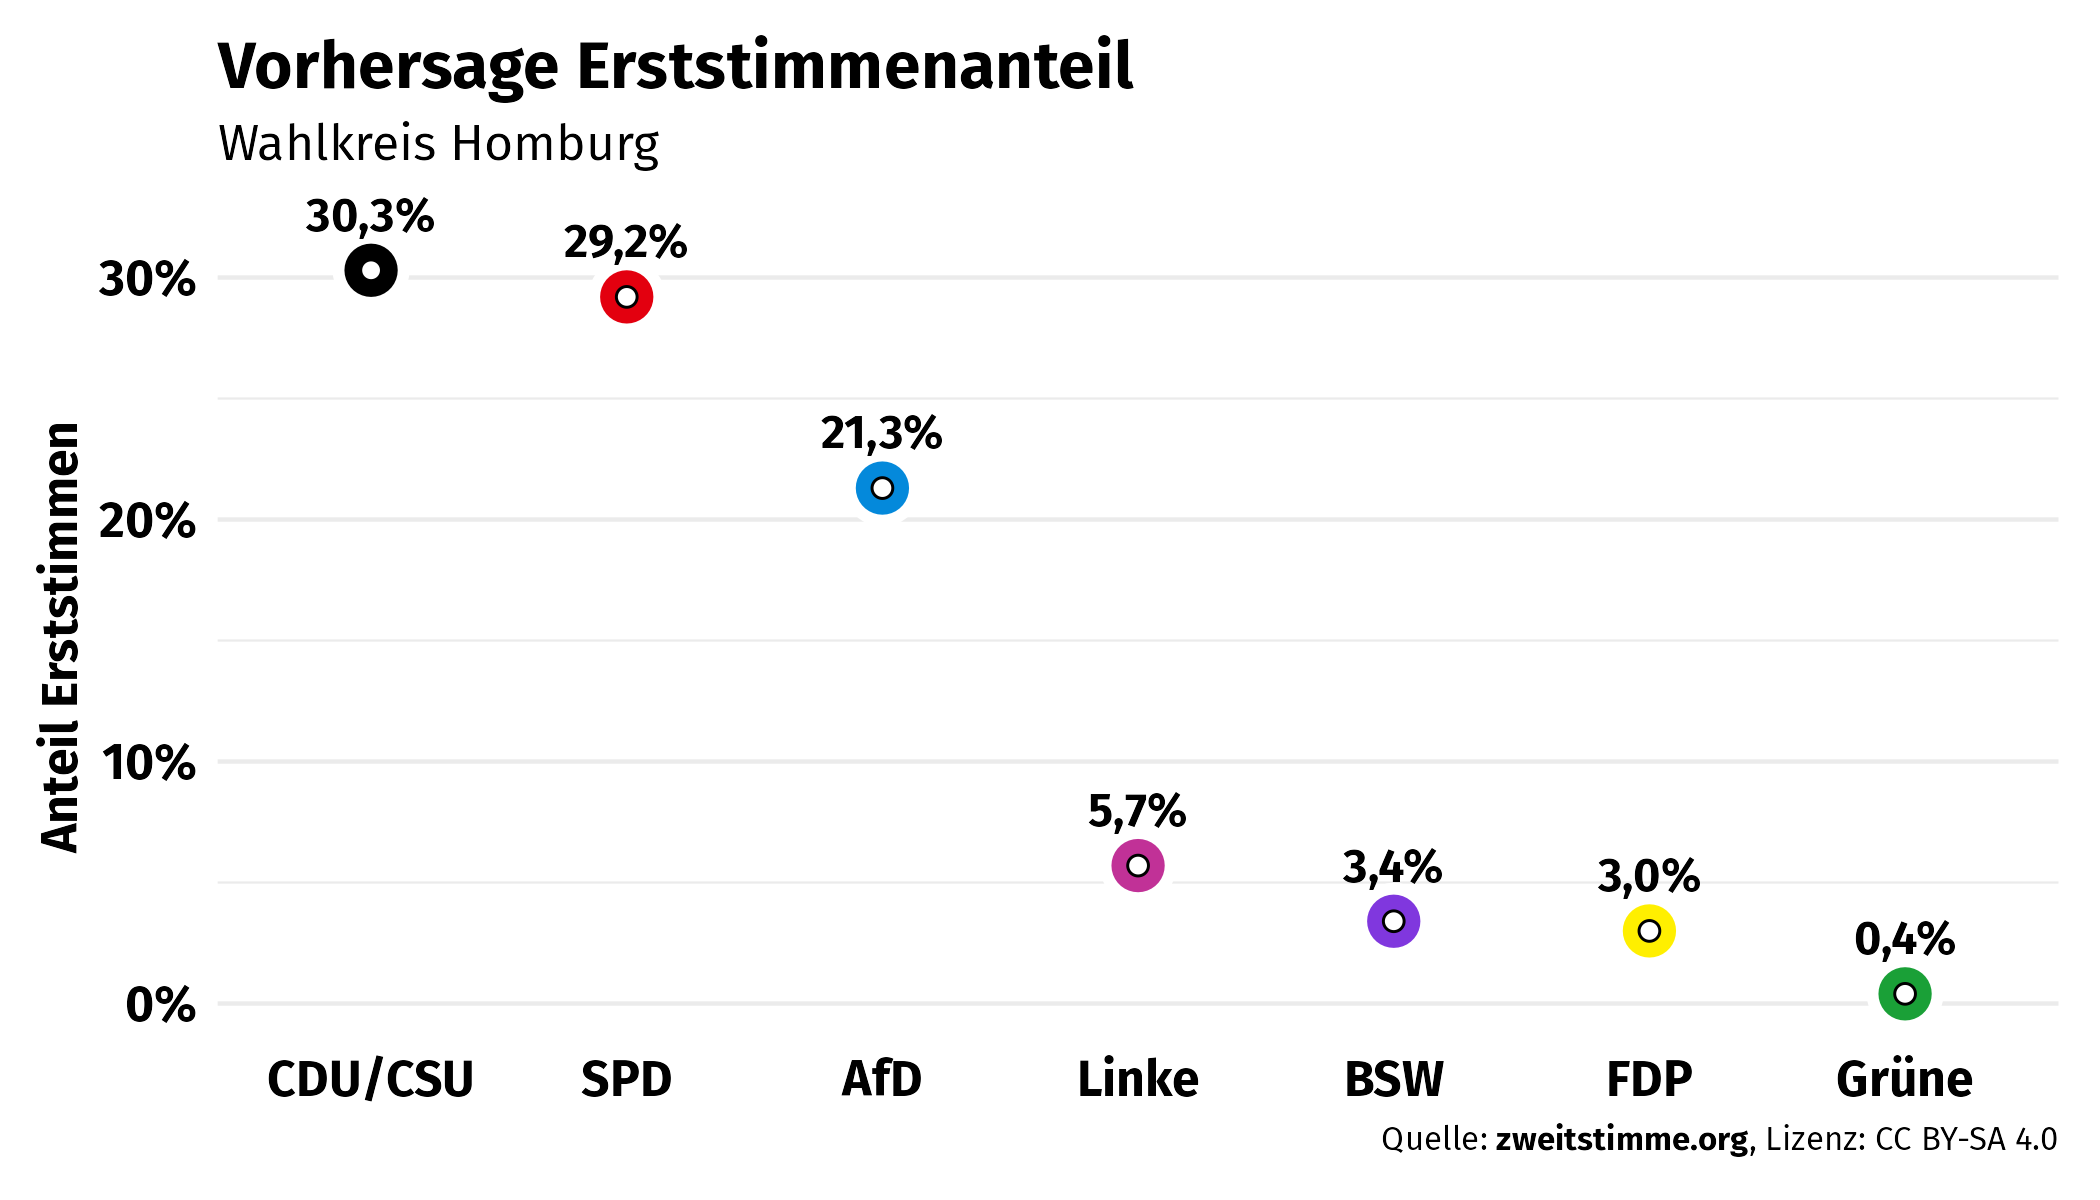 Vorhersage Erststimmenanteil
Wahlkreis Homburg
Anteil Erststimmen
30%
20%
10%
0%
30,3%
29,2%
21,3%
5,7%
3,4%
3,0%
0,4%
CDU/CSU SPD AfD Linke BSW FDP Grüne
Quelle: zweitstimme.org, Lizenz: CC BY-SA 4.0